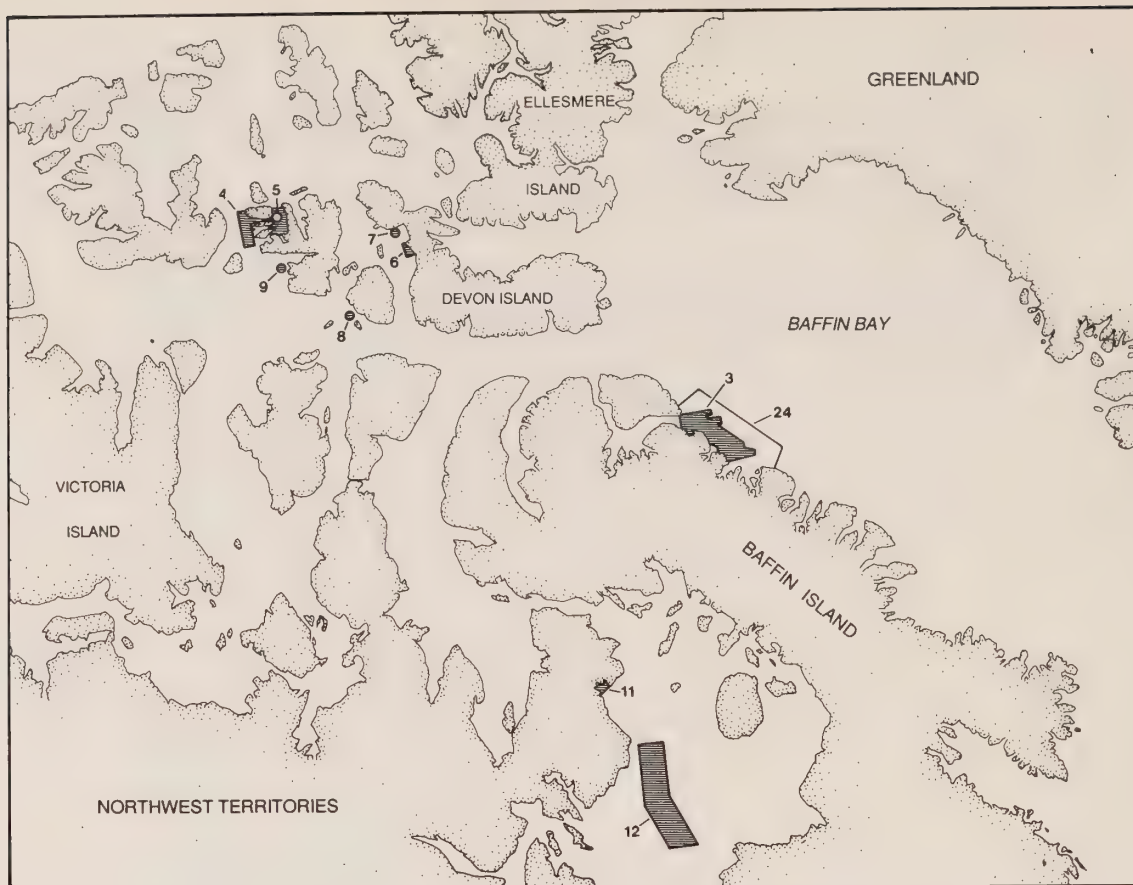 GREENLAND
ELLESMERE
ISLAND
4
5
7
6
9
8
DEVON ISLAND
BAFFIN BAY
3
24
VICTORIA
ISLAND
BAFFIN ISLAND
11
12
NORTHWEST TERRITORIES